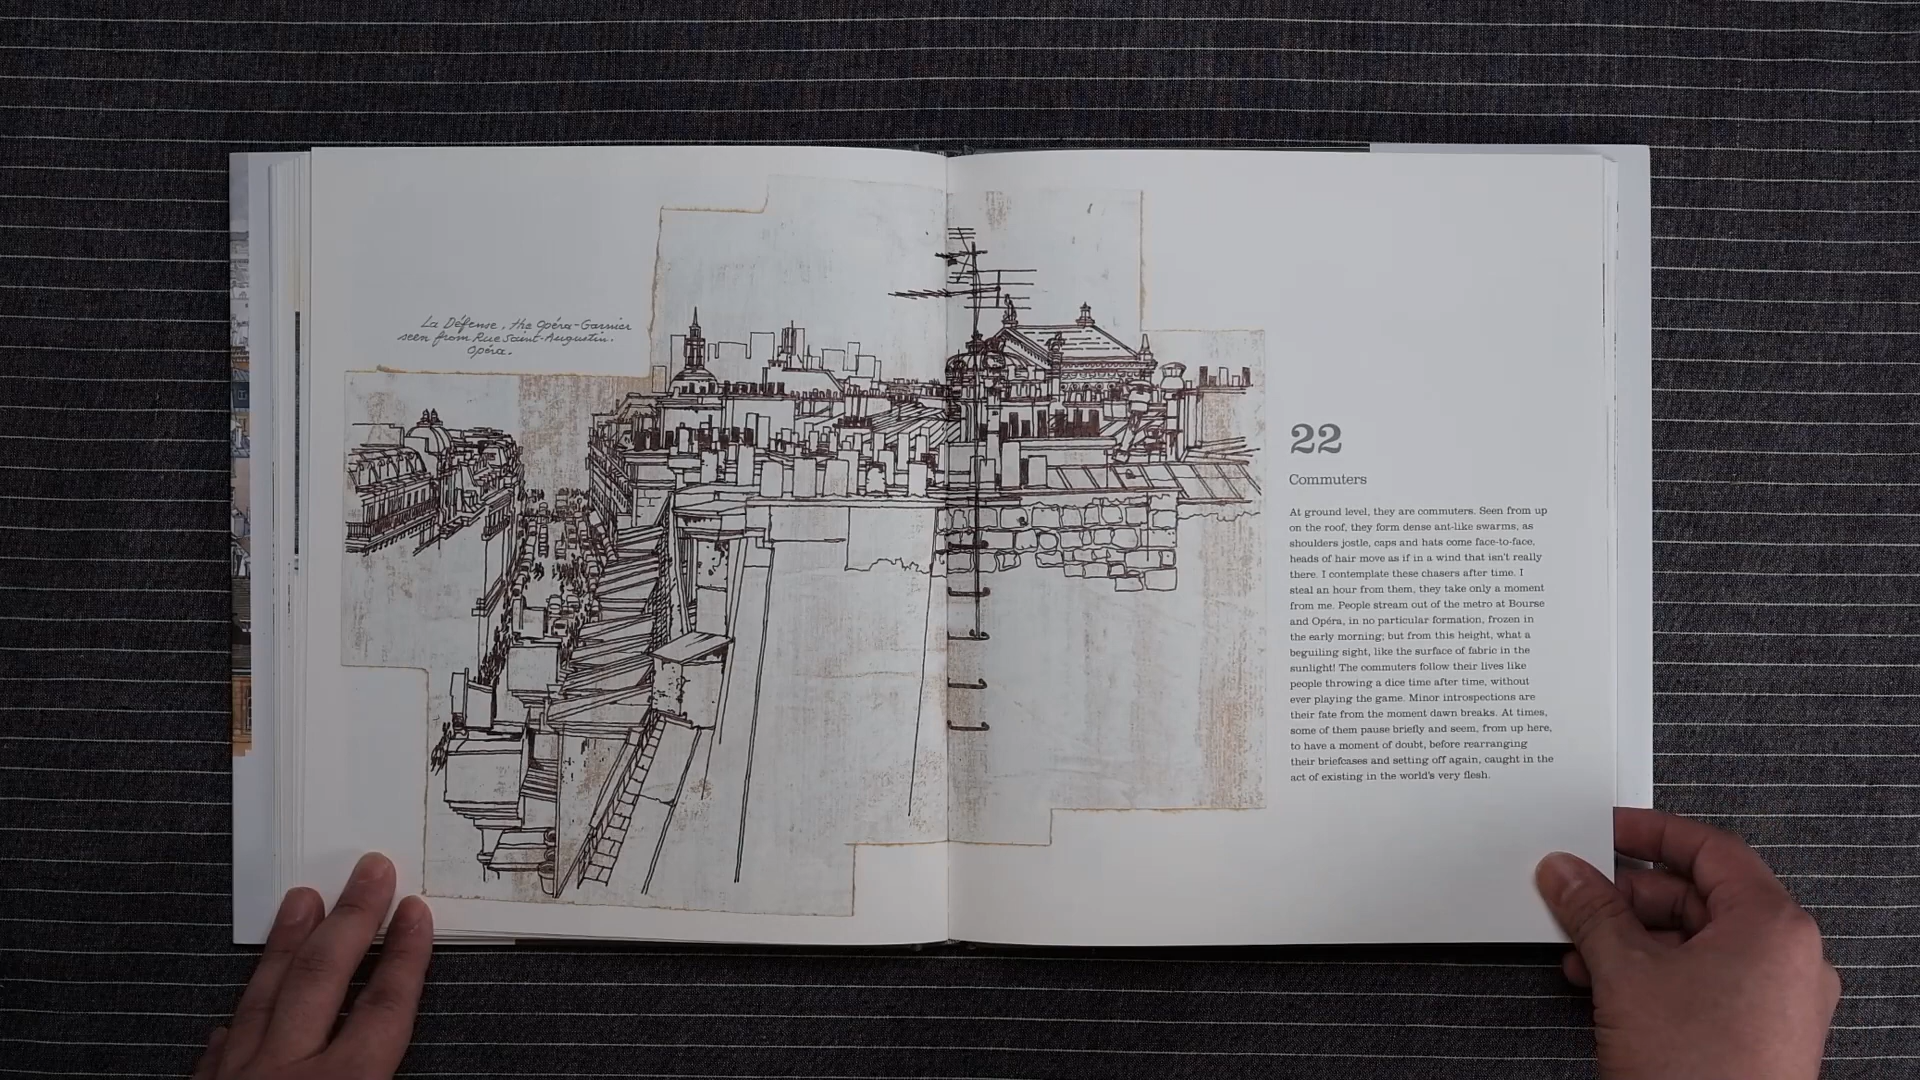 La Défense, the Opéra-Garnier
seen from Rue Saint-Augustin.
Opéra.
22
Commuters
At ground level, they are commuters. Seen from up
on the roof, they form dense ant-like swarms, as
shoulders jostle, caps and hats come face-to-face,
heads of hair move as if in a wind that isn't really
there. I contemplate these chasers after time. I
steal an hour from them, they take only a moment
from me. People stream out of the metro at Bourse
and Opéra, in no particular formation, frozen in
the early morning; but from this height, what a
beguiling sight, like the surface of fabric in the
sunlight! The commuters follow their lives like
people throwing a dice time after time, without
ever playing the game. Minor introspections are
their fate from the moment dawn breaks. At times,
some of them pause briefly and seem, from up here,
to have a moment of doubt, before rearranging
their briefcases and setting off again, caught in the
act of existing in the world's very flesh.